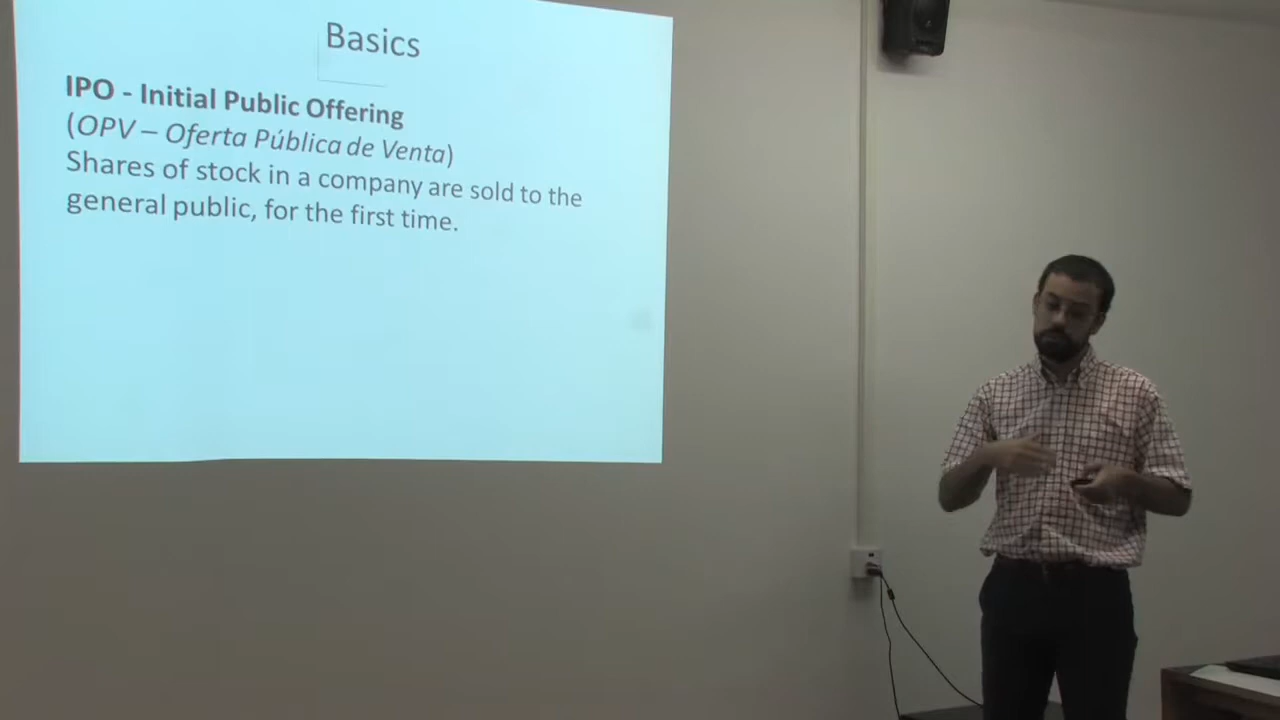 Basics
IPO - Initial Public Offering
(OPV – Oferta Pública de Venta)
Shares of stock in a company are sold to the
general public, for the first time.